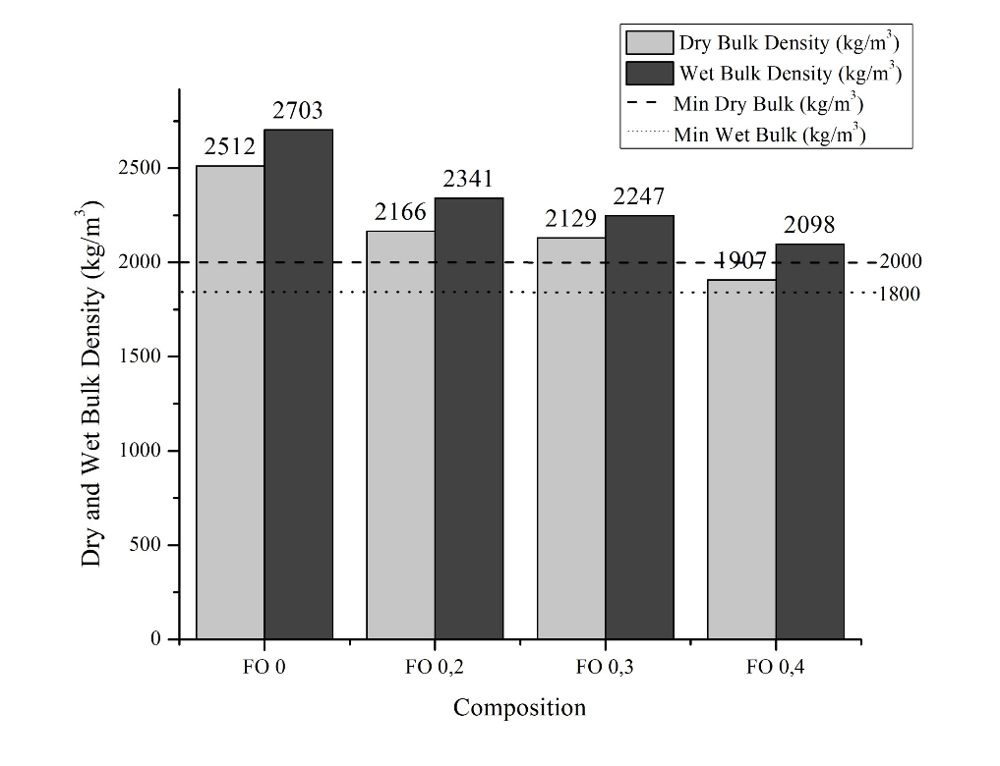 Dry Bulk Density (kg/m³)
Wet Bulk Density (kg/m³)
Min Dry Bulk (kg/m³)
Min Wet Bulk (kg/m³)
2703
2512
2341
2166
2247
2129
2098
1907
2000
1800
Dry and Wet Bulk Density (kg/m³)
2500
2000
1500
1000
500
0
FO 0
FO 0,2
FO 0,3
FO 0,4
Composition